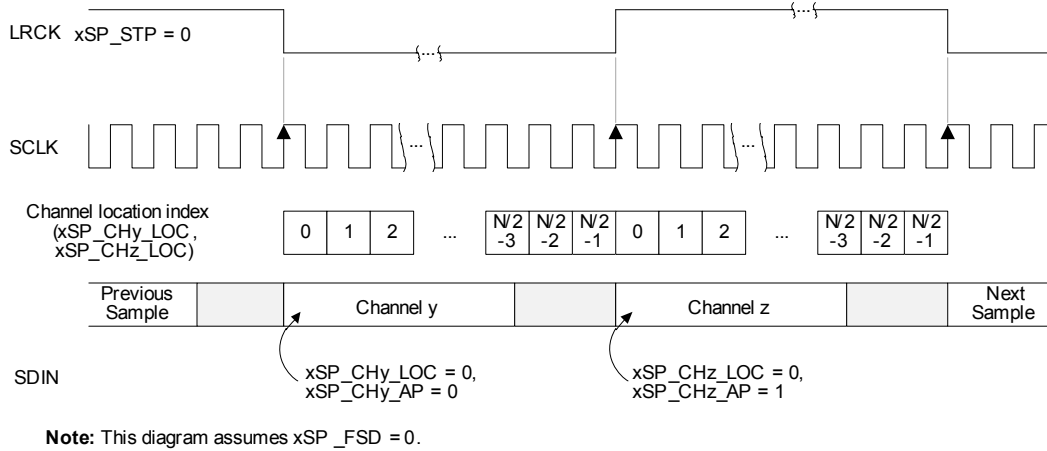 ...
LRCK xSP_STP = 0
...
SCLK
...
...
Channel location index
(xSP_CHy_LOC,
xSP_CHz_LOC)
0 1 2 ... N/2 -3 N/2 -2 N/2 -1 0 1 2 ... N/2 -3 N/2 -2 N/2 -1
Previous
Sample
Channel y
Channel z
Next
Sample
SDIN
xSP_CHy_LOC = 0,
xSP_CHy_AP = 0
xSP_CHz_LOC = 0,
xSP_CHz_AP = 1
Note: This diagram assumes xSP_FSD = 0.